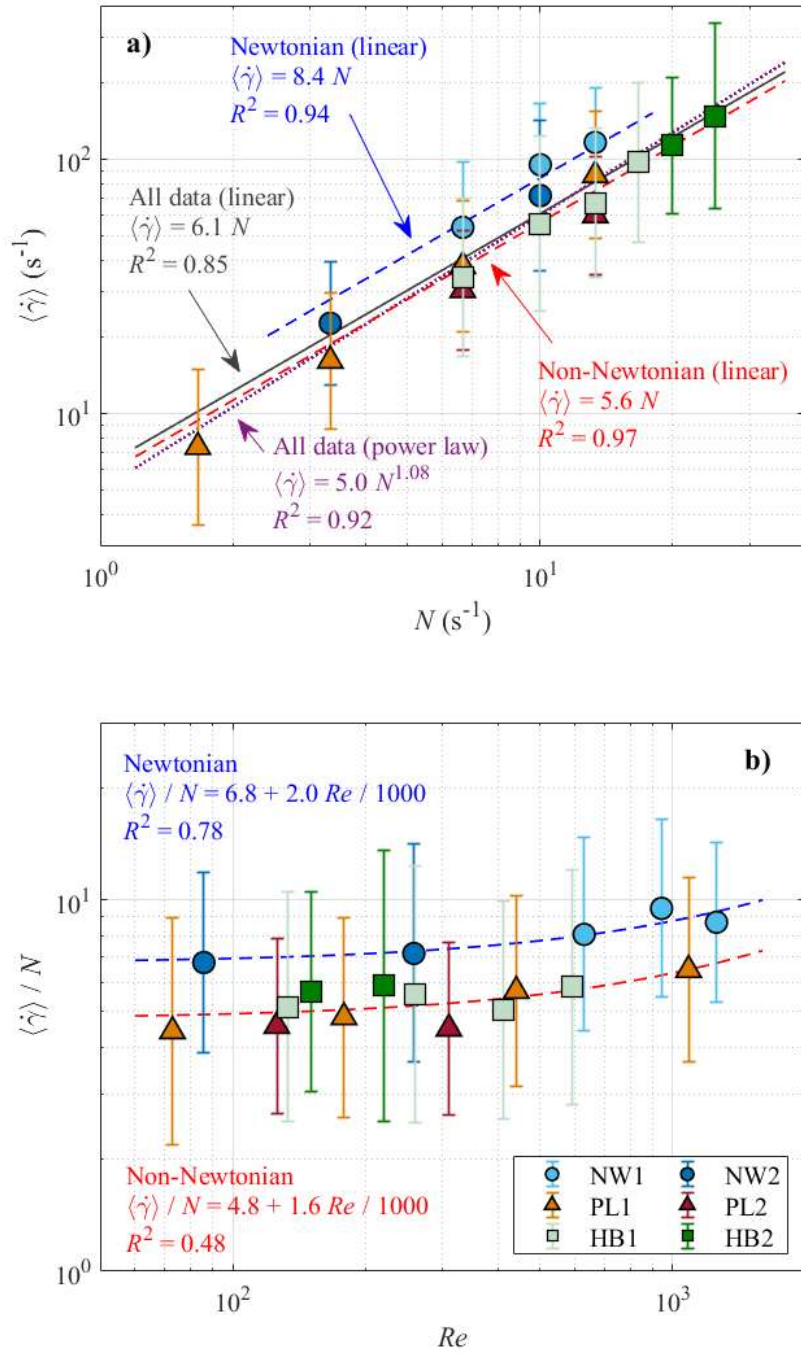 a)
Newtonian (linear)
⟨γ̇⟩ = 8.4 N
R² = 0.94
All data (linear)
⟨γ̇⟩ = 6.1 N
R² = 0.85
Non-Newtonian (linear)
⟨γ̇⟩ = 5.6 N
R² = 0.97
All data (power law)
⟨γ̇⟩ = 5.0 N^1.08
R² = 0.92
⟨γ̇⟩ (s⁻¹)
10²
10¹
10⁰
10¹
N (s⁻¹)
b)
Newtonian
⟨γ̇⟩ / N = 6.8 + 2.0 Re / 1000
R² = 0.78
⟨γ̇⟩ / N
10¹
10⁰
Non-Newtonian
⟨γ̇⟩ / N = 4.8 + 1.6 Re / 1000
R² = 0.48
NW1 NW2
PL1 PL2
HB1 HB2
10² 10³
Re